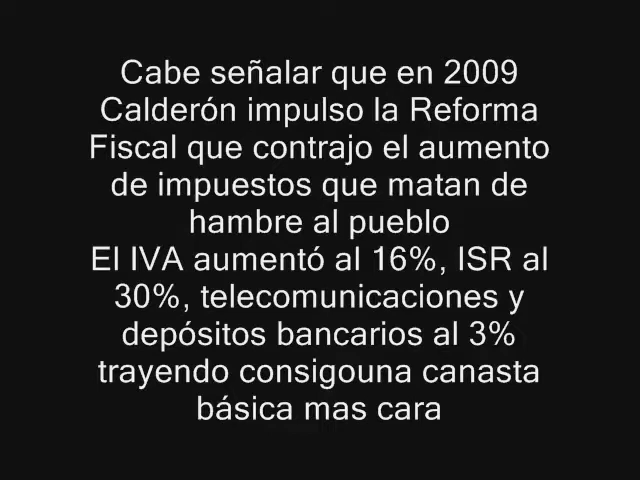 Cabe señalar que en 2009
Calderón impulso la Reforma
Fiscal que contrajo el aumento
de impuestos que matan de
hambre al pueblo
El IVA aumentó al 16%, ISR al
30%, telecomunicaciones y
depósitos bancarios al 3%
trayendo consigouna canasta
básica mas cara